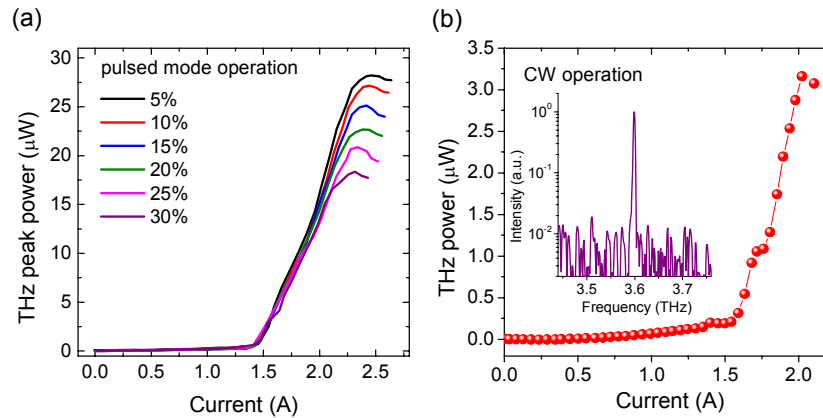 (a)
pulsed mode operation
5%
10%
15%
20%
25%
30%
THz peak power (μW)
30
25
20
15
10
5
0
0.0 0.5 1.0 1.5 2.0 2.5
Current (A)
(b)
CW operation
THz power (μW)
3.5
3.0
2.5
2.0
1.5
1.0
0.5
0.0
0.0 0.5 1.0 1.5 2.0
Current (A)
Intensity (a.u.)
10^0
10^-1
10^-2
3.5 3.6 3.7
Frequency (THz)